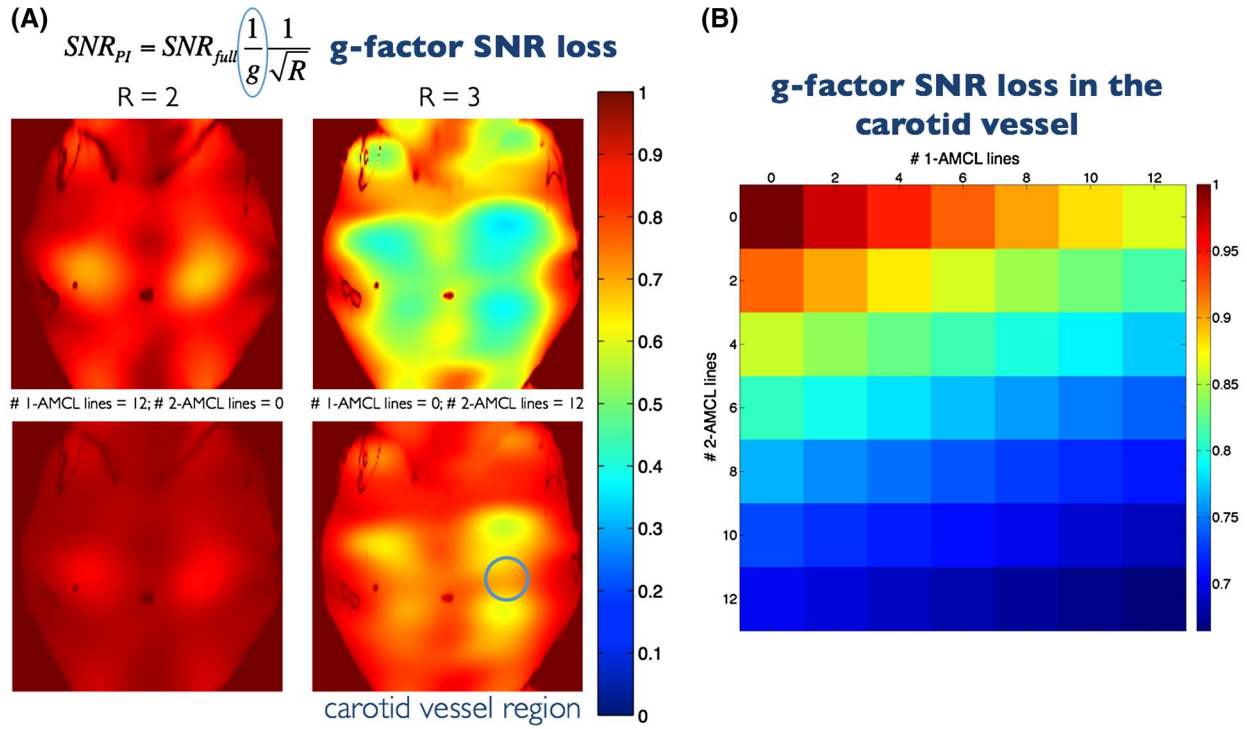 (A)
SNR_PI = SNR_full 1/g 1/√R
g-factor SNR loss
R = 2
R = 3
# 1-AMCL lines = 12; # 2-AMCL lines = 0
# 1-AMCL lines = 0; # 2-AMCL lines = 12
carotid vessel region
1
0.9
0.8
0.7
0.6
0.5
0.4
0.3
0.2
0.1
0
(B)
g-factor SNR loss in the
carotid vessel
# 1-AMCL lines
0 2 4 6 8 10 12
# 2-AMCL lines
0
2
4
6
8
10
12
1
0.95
0.9
0.85
0.8
0.75
0.7